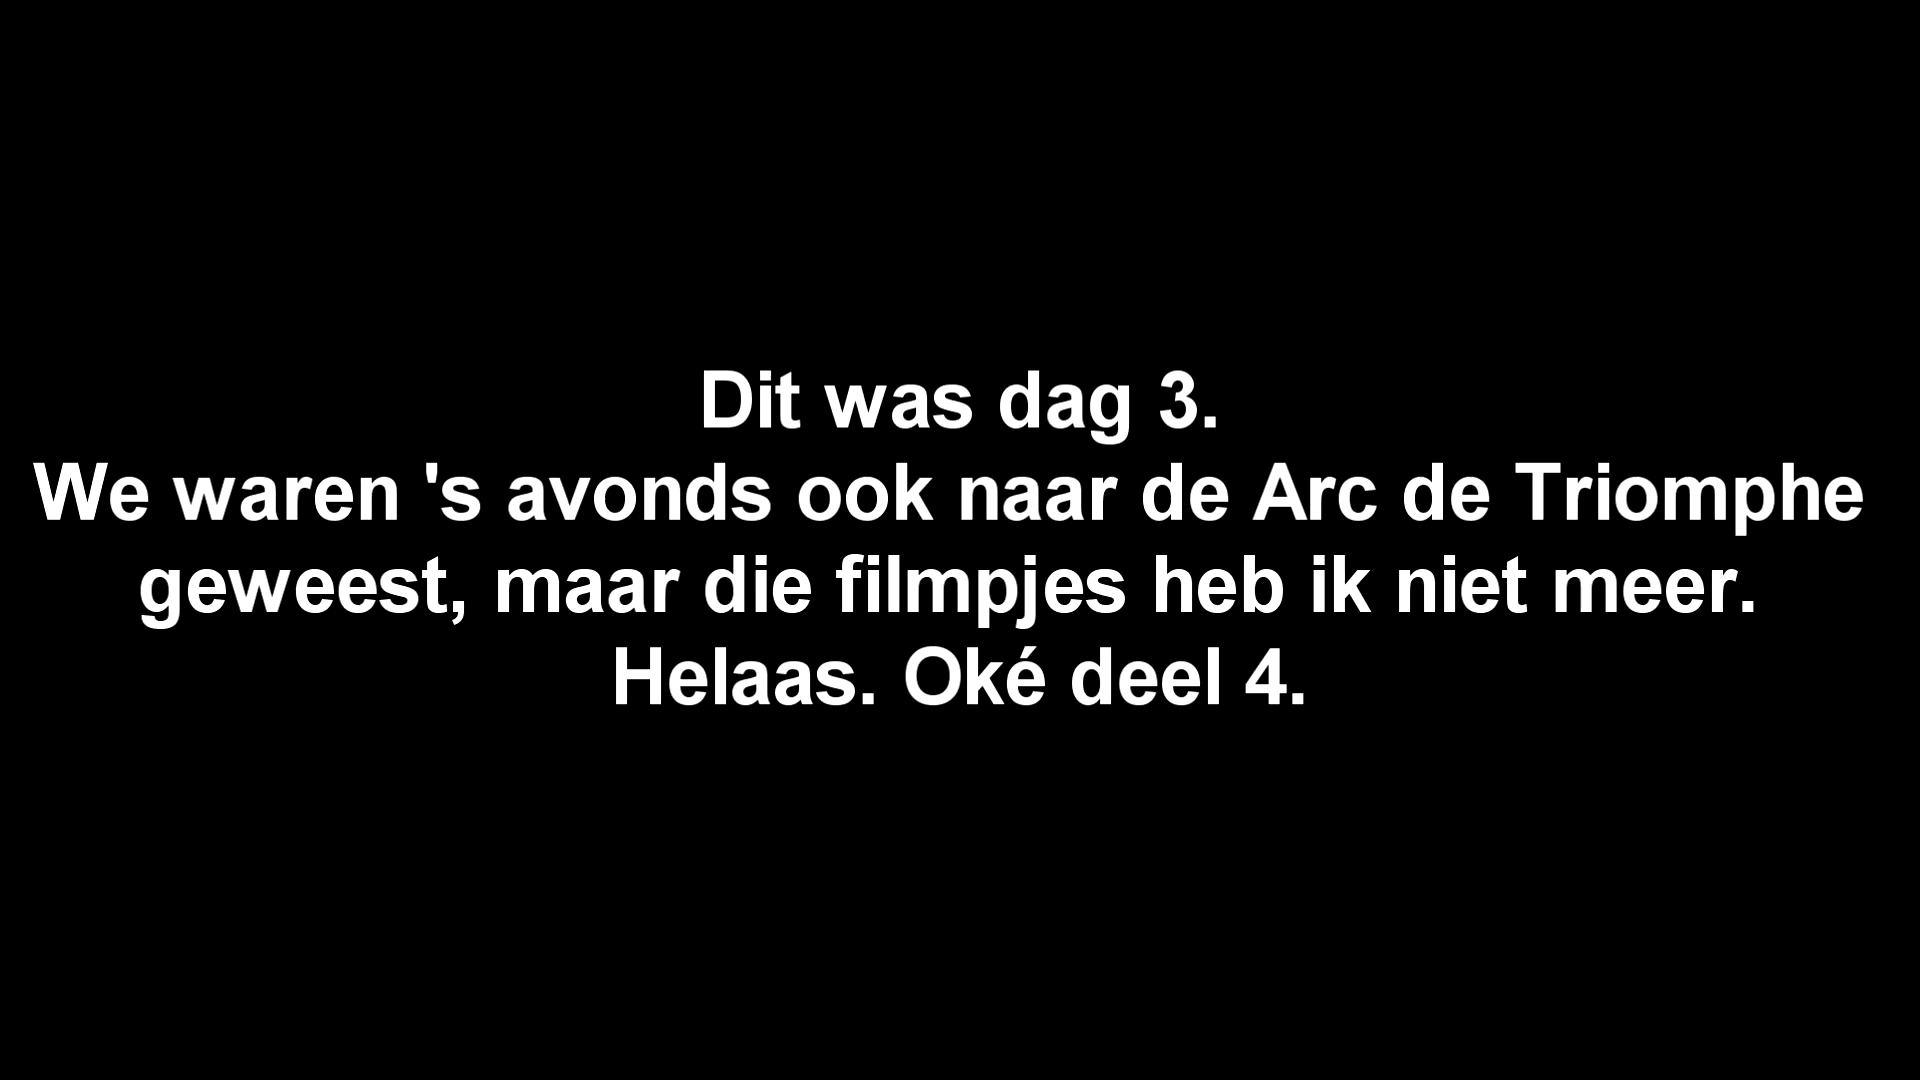 Dit was dag 3.
We waren 's avonds ook naar de Arc de Triomphe
geweest, maar die filmpjes heb ik niet meer.
Helaas. Oké deel 4.